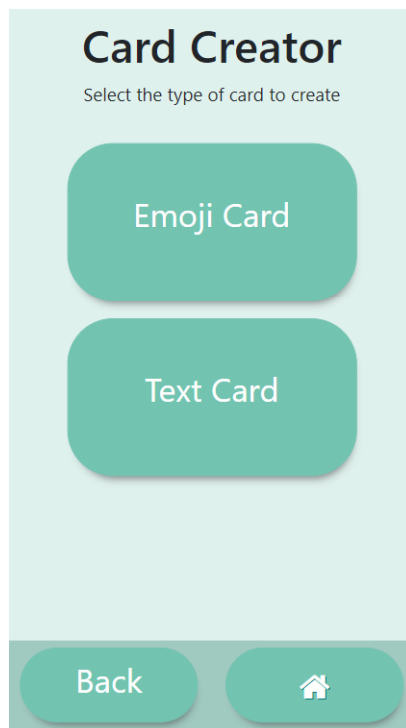 Card Creator
Select the type of card to create
Emoji Card
Text Card
Back